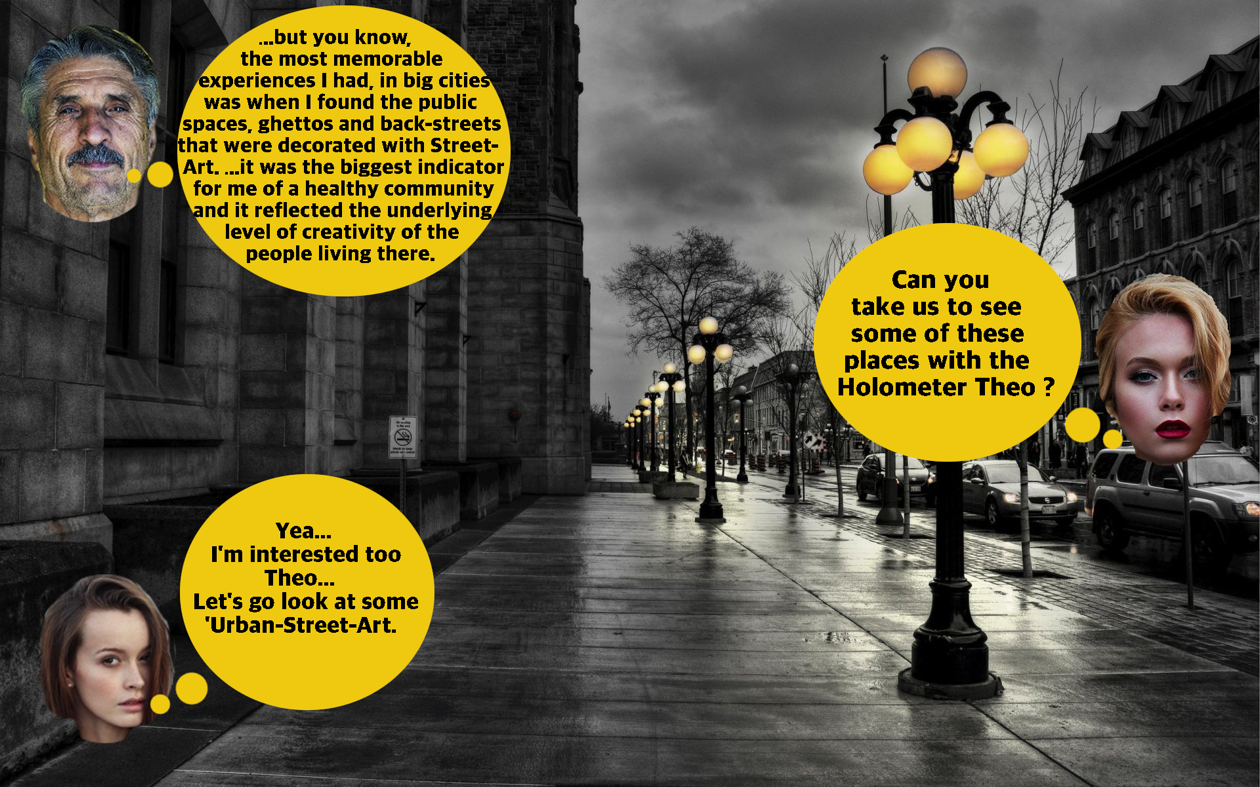 ...but you know,
the most memorable
experiences I had, in big cities
was when I found the public
spaces, ghettos and back-streets
that were decorated with Street-
Art. ...it was the biggest indicator
for me of a healthy community
and it reflected the underlying
level of creativity of the
people living there.
Can you
take us to see
some of these
places with the
Holometer Theo ?
Yea...
I'm interested too
Theo...
Let's go look at some
'Urban-Street-Art.